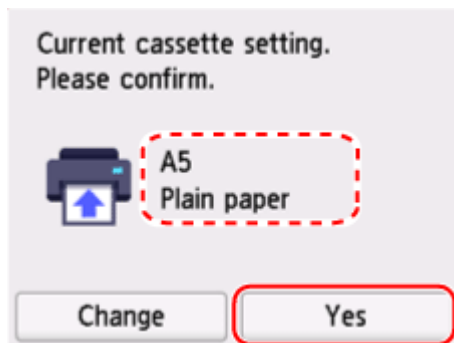 Current cassette setting.
Please confirm.
A5
Plain paper
Change
Yes